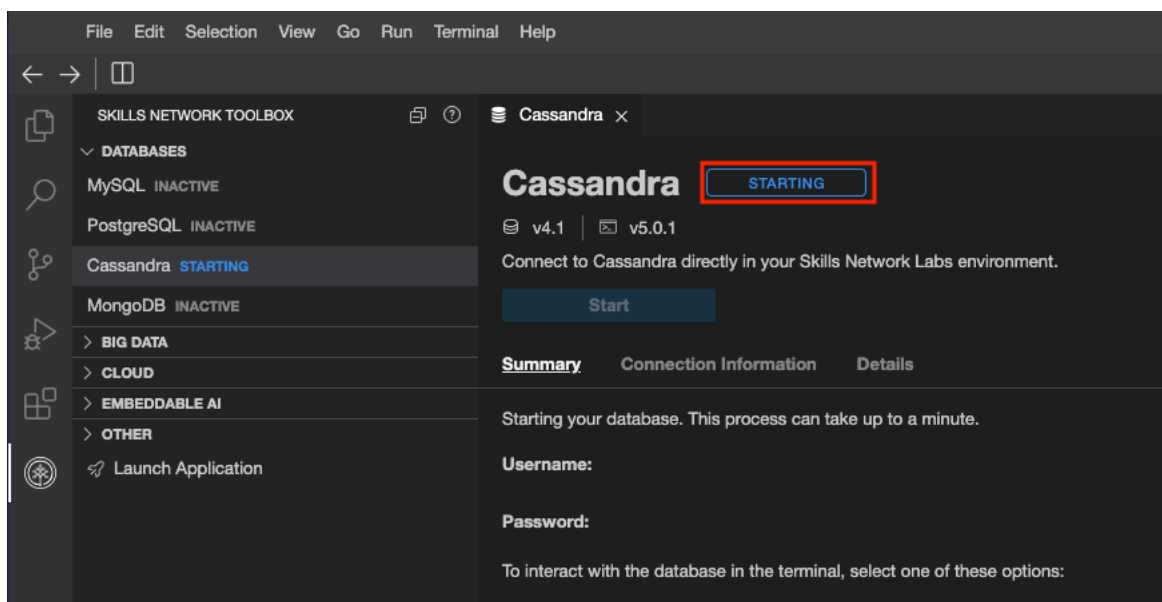 File Edit Selection View Go Run Terminal Help
SKILLS NETWORK TOOLBOX
DATABASES
MySQL INACTIVE
PostgreSQL INACTIVE
Cassandra STARTING
MongoDB INACTIVE
BIG DATA
CLOUD
EMBEDDABLE AI
OTHER
Launch Application
Cassandra
Cassandra STARTING
v4.1 v5.0.1
Connect to Cassandra directly in your Skills Network Labs environment.
Start
Summary Connection Information Details
Starting your database. This process can take up to a minute.
Username:
Password:
To interact with the database in the terminal, select one of these options: